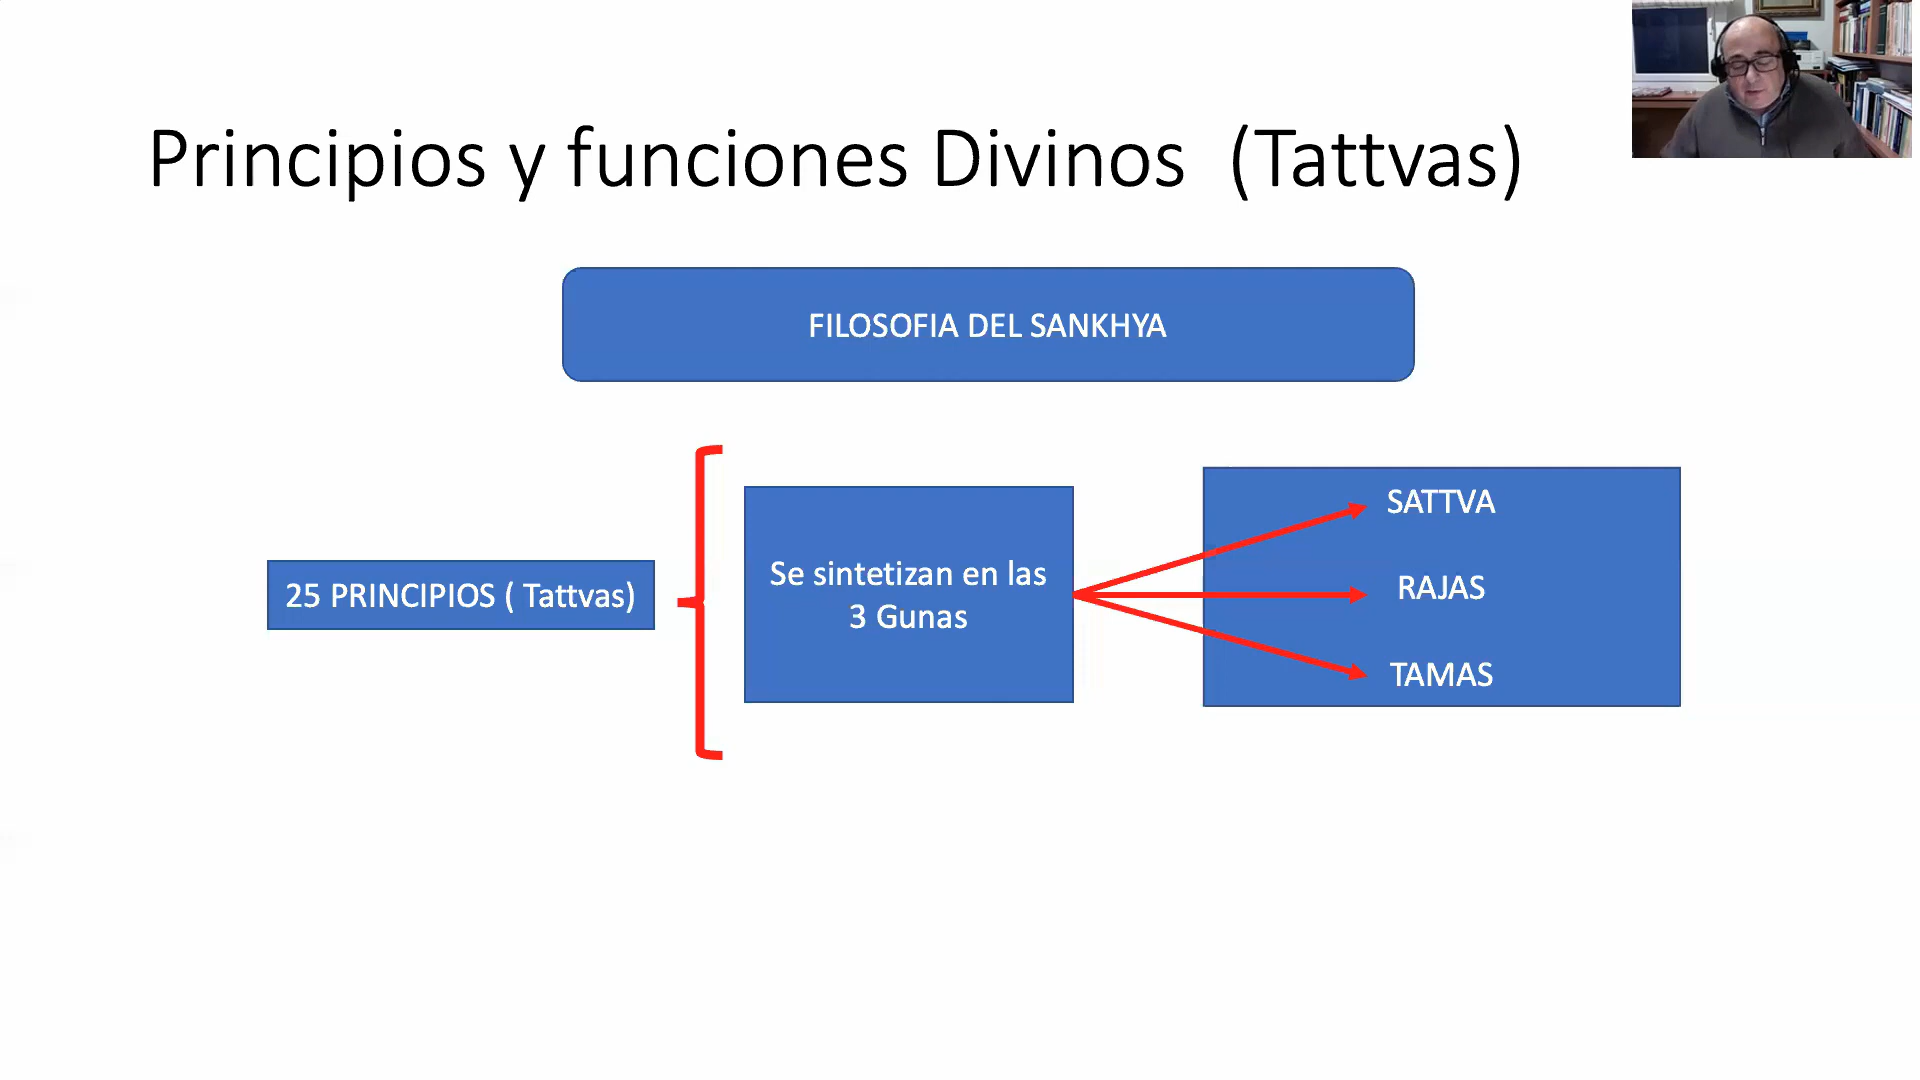 Principios y funciones Divinos (Tattvas)
FILOSOFIA DEL SANKHYA
25 PRINCIPIOS ( Tattvas)
Se sintetizan en las
3 Gunas
SATTVA
RAJAS
TAMAS